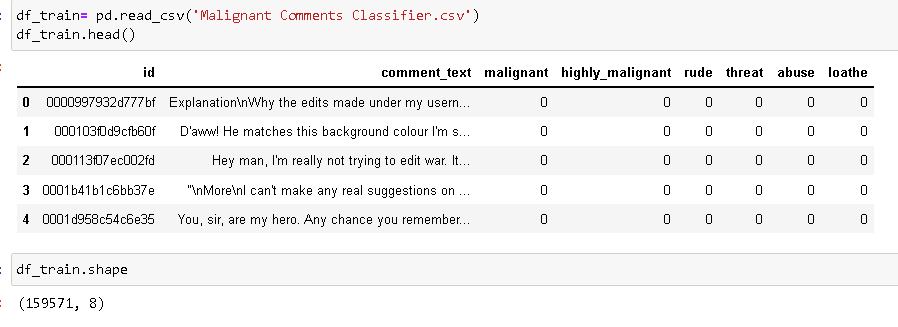 df_train= pd.read_csv('Malignant Comments Classifier.csv')
df_train.head()
id comment_text malignant highly_malignant rude threat abuse loathe
0 0000997932d777bf Explanation\nWhy the edits made under my usern... 0 0 0 0 0 0
1 000103f0d9cfb60f D'aww! He matches this background colour I'm s... 0 0 0 0 0 0
2 000113f07ec002fd Hey man, I'm really not trying to edit war. It... 0 0 0 0 0 0
3 0001b41b1c6bb37e "\nMore\nI can't make any real suggestions on ... 0 0 0 0 0 0
4 0001d958c54c6e35 You, sir, are my hero. Any chance you remember... 0 0 0 0 0 0
df_train.shape
(159571, 8)